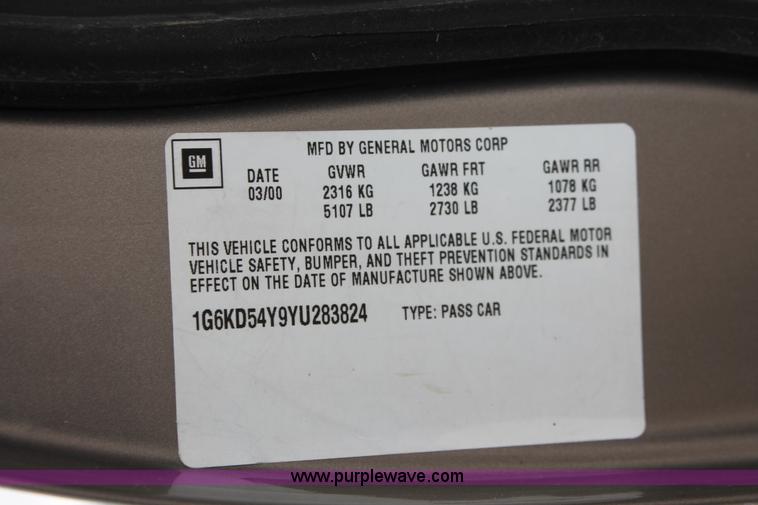 MFD BY GENERAL MOTORS CORP
GM
DATE GVWR GAWR FRT GAWR RR
03/00 2316 KG 1238 KG 1078 KG
5107 LB 2730 LB 2377 LB
THIS VEHICLE CONFORMS TO ALL APPLICABLE U.S. FEDERAL MOTOR
VEHICLE SAFETY, BUMPER, AND THEFT PREVENTION STANDARDS IN
EFFECT ON THE DATE OF MANUFACTURE SHOWN ABOVE.
1G6KD54Y9YU283824 TYPE: PASS CAR
www.purplewave.com